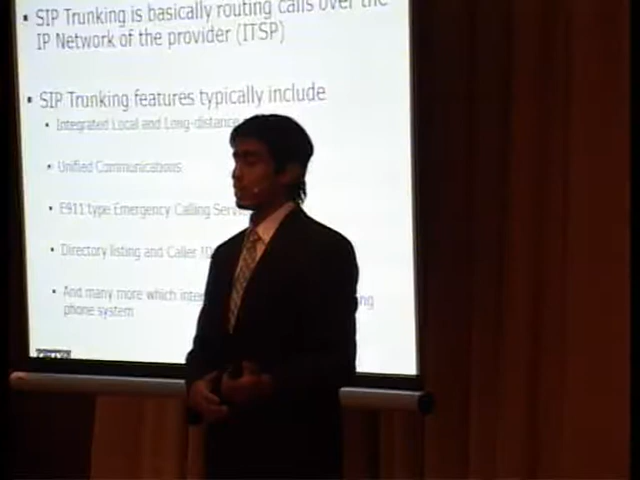 ▪ SIP Trunking is basically routing calls over the
IP Network of the provider (ITSP)
▪ SIP Trunking features typically include
• Integrated Local and Long-distance
• Unified Communications
• E911 type Emergency Calling
• Directory listing and Caller ID
• And many more which
phone system